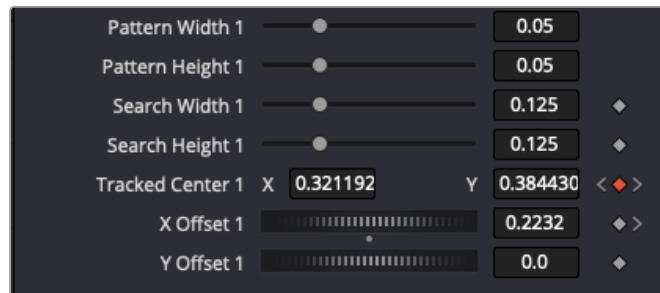 Pattern Width 1 0.05
Pattern Height 1 0.05
Search Width 1 0.125
Search Height 1 0.125
Tracked Center 1 X 0.321192 Y 0.384430
X Offset 1 0.2232
Y Offset 1 0.0